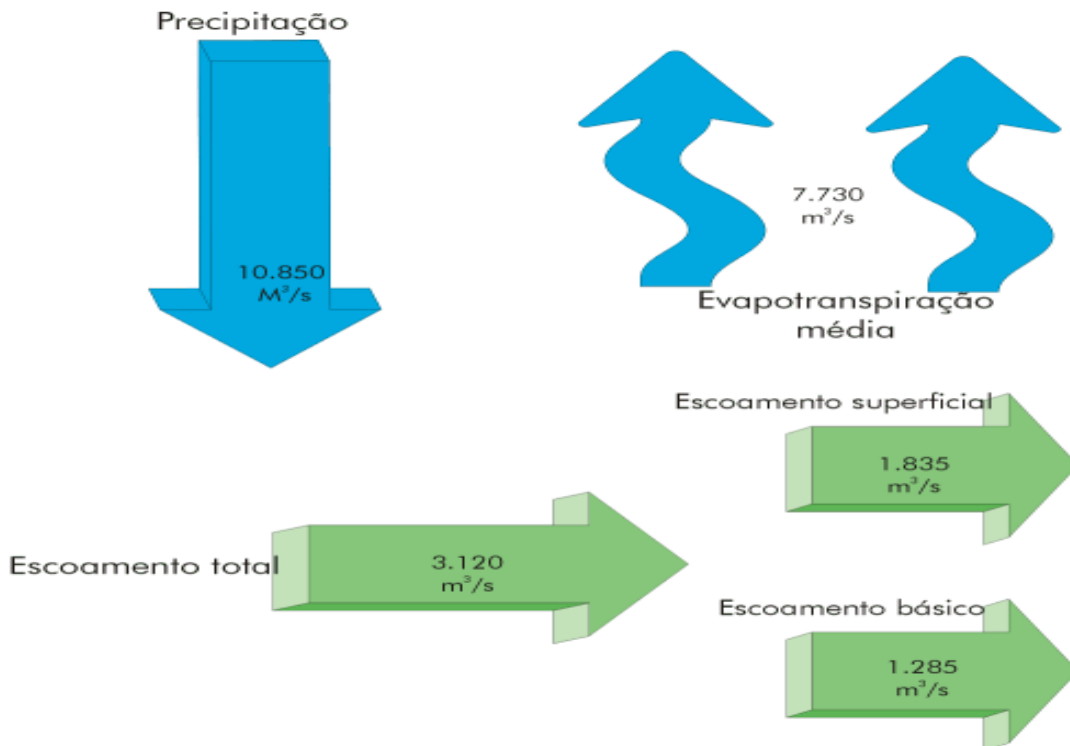 Precipitação
10.850
M³/s
7.730
m³/s
Evapotranspiração
média
Escoamento superficial
1.835
m³/s
Escoamento total
3.120
m³/s
Escoamento básico
1.285
m³/s